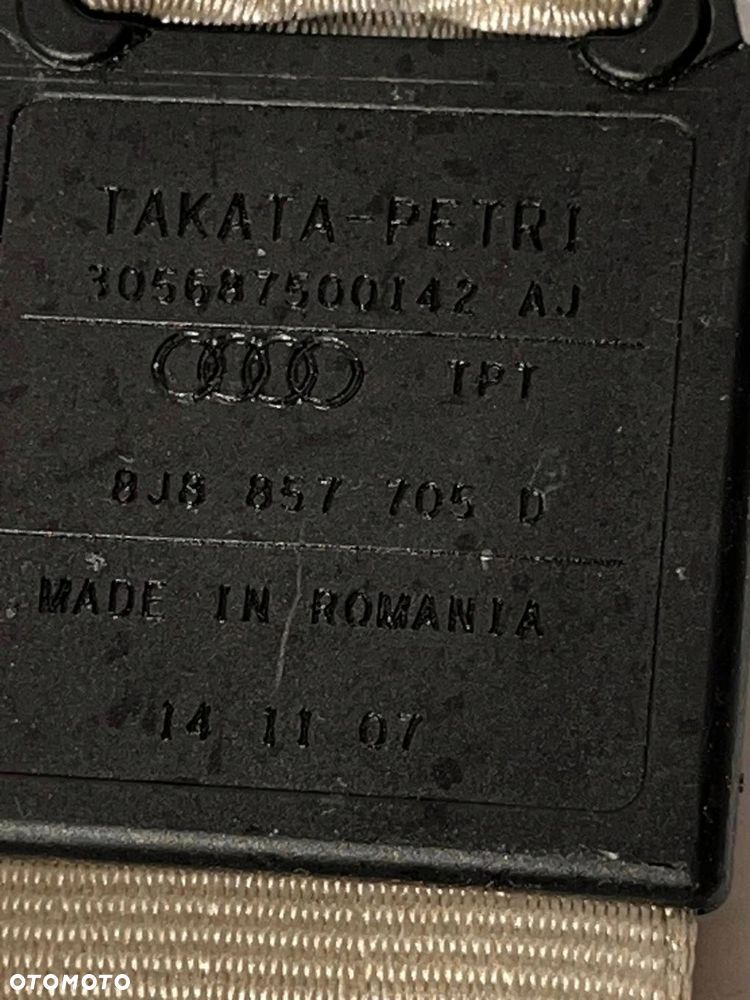 TAKATA-PETRI
305687500142 AJ
TPT
8J8 857 705 D
MADE IN ROMANIA
14 11 07
OTOMOTO